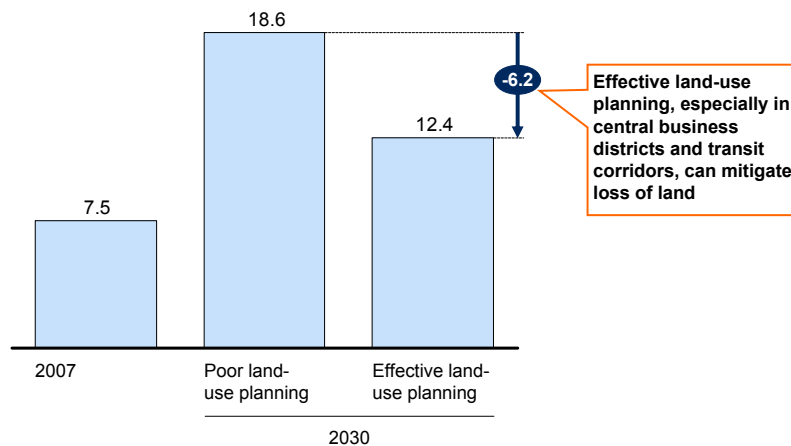 18.6
-6.2
Effective land-use
planning, especially in
central business
districts and transit
corridors, can mitigate
loss of land
12.4
7.5
2007
Poor land-
use planning
Effective land-
use planning
2030